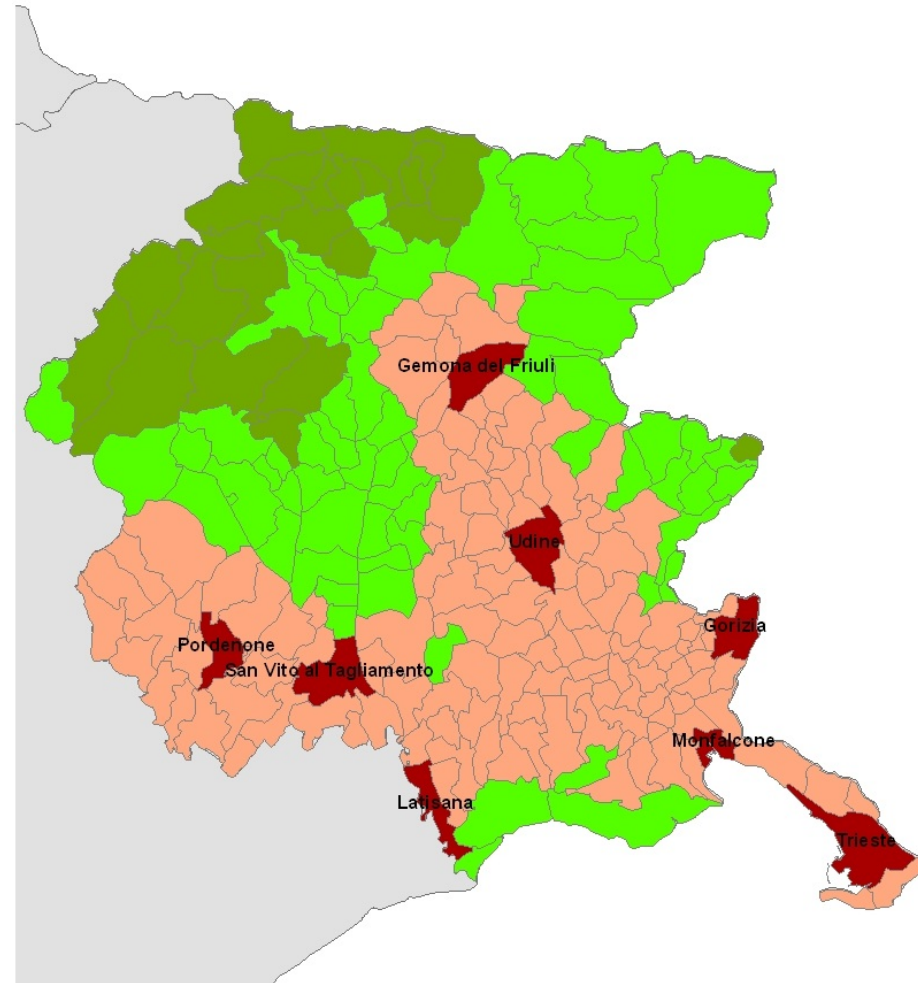 Gemona del Friuli
Udine
Gorizia
Pordenone
San Vito al Tagliamento
Monfalcone
Latisana
Trieste